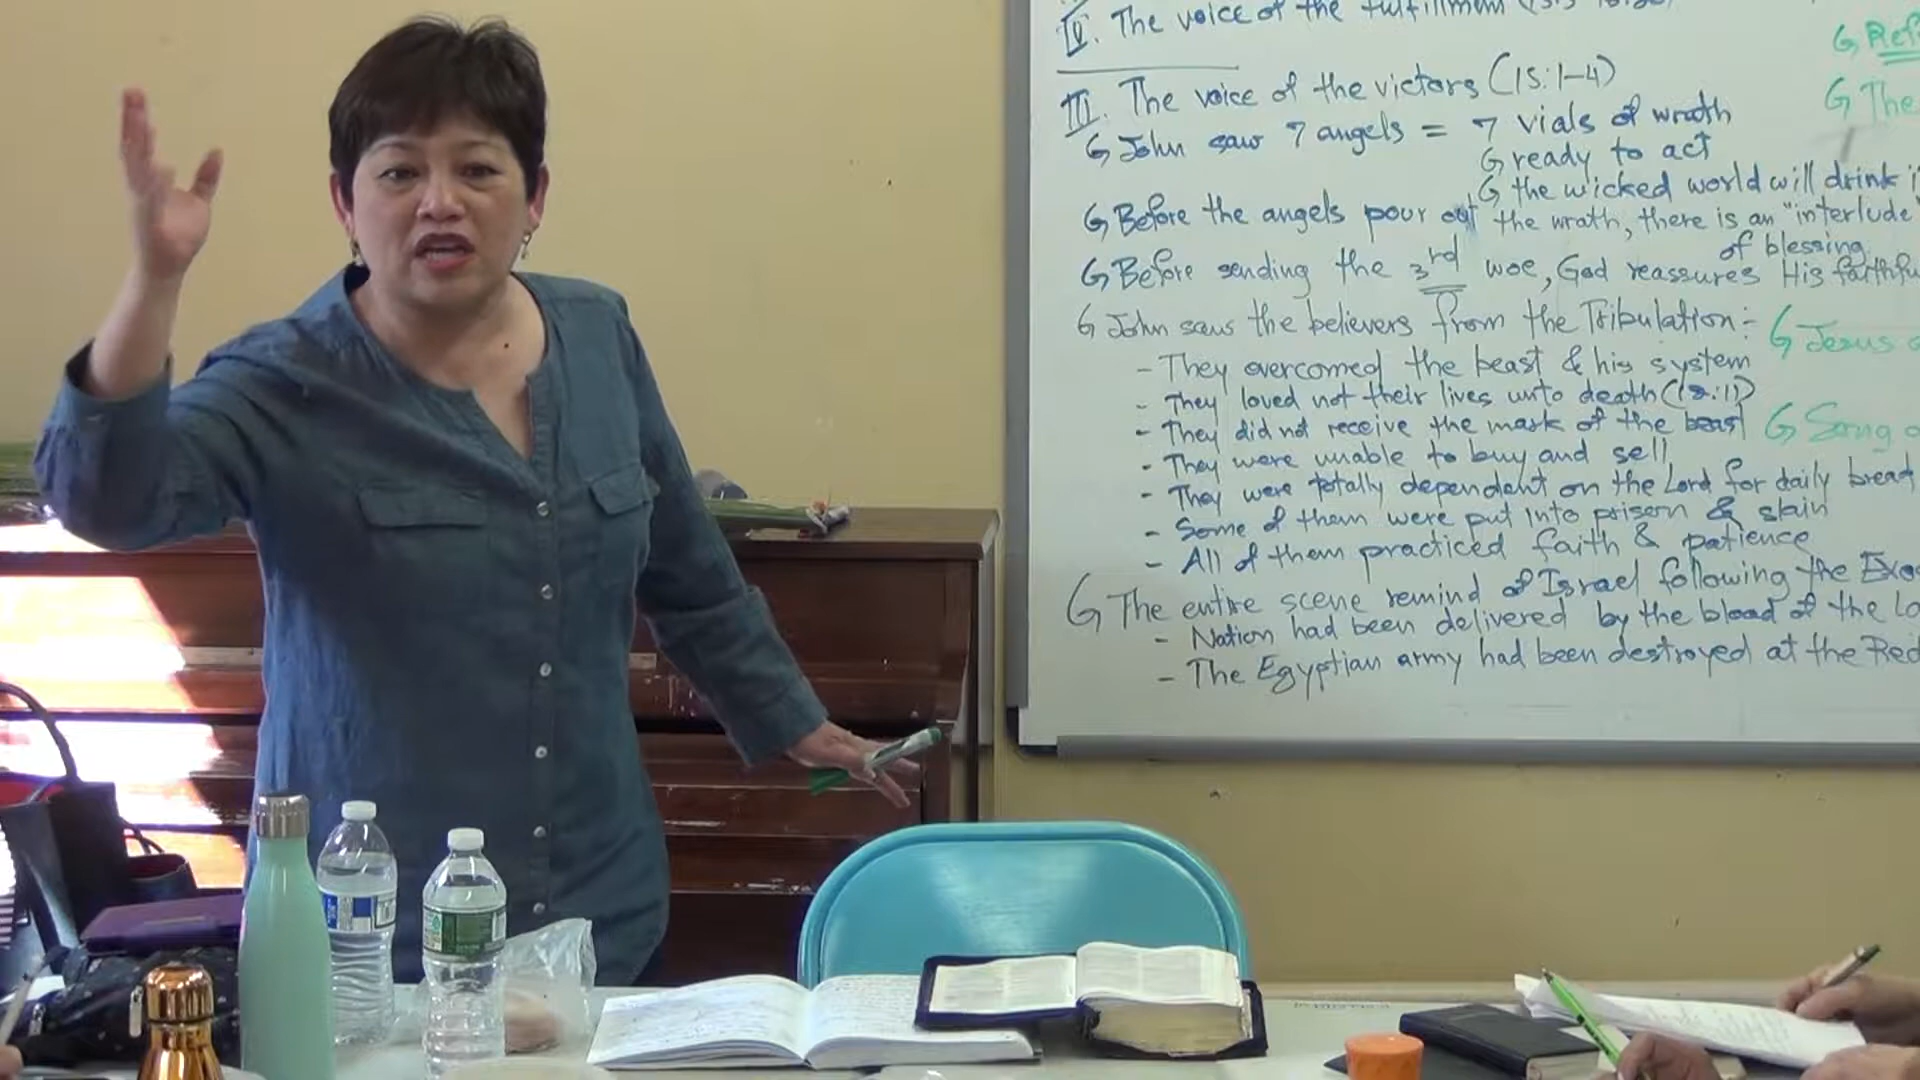 IV. The voice of the fulfillment
III. The voice of the victors (15:1-4)
John saw 7 angels = 7 vials of wrath
ready to act
the wicked world will drink
Before the angels pour out the wrath, there is an "interlude"
of blessing
Before sending the 3rd woe, God reassures His
John saw the believers from the Tribulation:-
- They overcomed the beast & his system
- They loved not their lives unto death (12:11)
- They did not receive the mark of the beast
- They were unable to buy and sell
- They were totally dependent on the Lord for daily bread
- Some of them were put into prison & slain
- All of them practiced faith & patience
The entire scene remind of Israel following the
- Nation had been delivered by the blood of the
- The Egyptian army had been destroyed at the Red
The
Jesus
Song